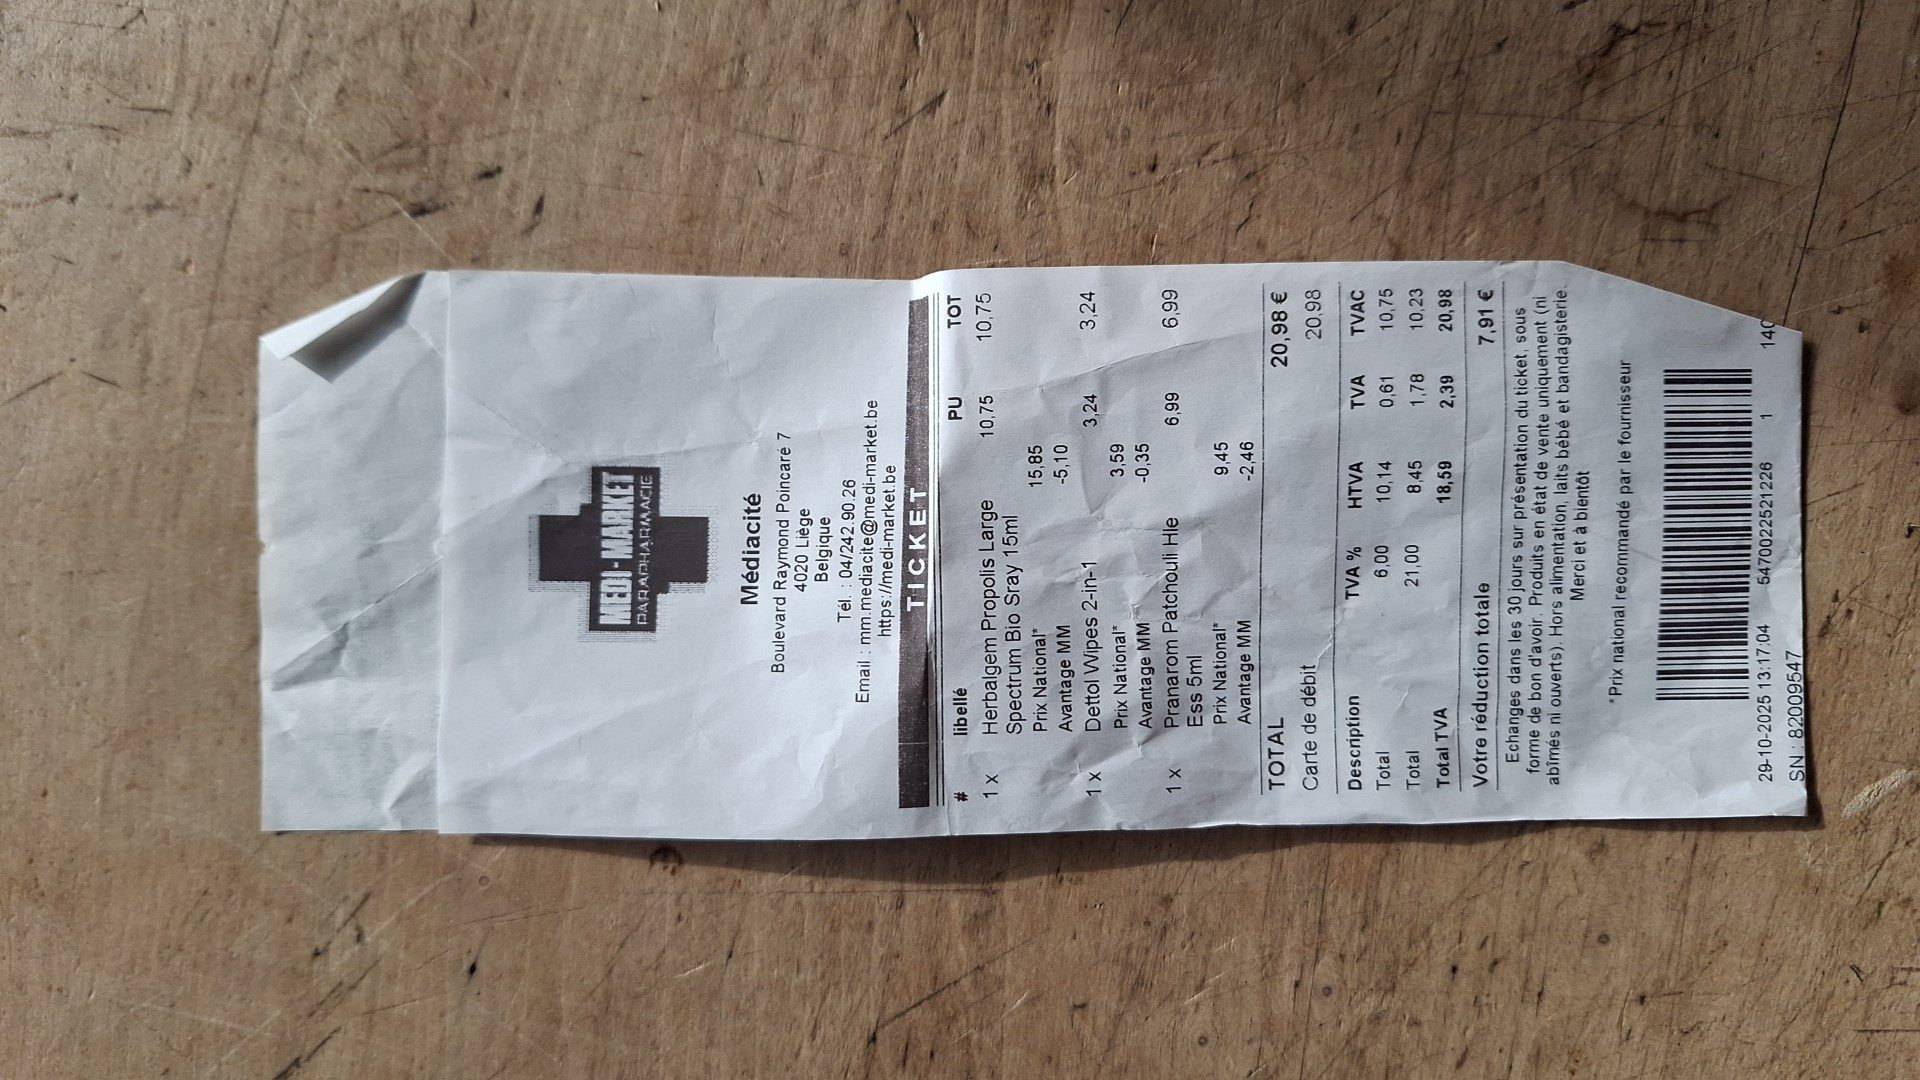 MEDI-MARKET
PARAPHARMACIE
Médiacité
Boulevard Raymond Poincaré 7
4020 Liège
Belgique
Tél. : 04/242.90.26
Email : mm.mediacite@medi-market.be
https://medi-market.be
TICKET
# libellé PU TOT
1 x Herbalgem Propolis Large 10,75 10,75
Spectrum Bio Sray 15ml
Prix National* 15,85
Avantage MM -5,10
1 x Dettol Wipes 2-in-1 3,24 3,24
Prix National* 3,59
Avantage MM -0,35
1 x Pranarom Patchouli Hle 6,99 6,99
Ess 5ml
Prix National* 9,45
Avantage MM -2,46
TOTAL 20,98 €
Carte de débit 20,98
Description TVA % HTVA TVA TVAC
Total 6,00 10,14 0,61 10,75
Total 21,00 8,45 1,78 10,23
Total TVA 18,59 2,39 20,98
Votre réduction totale 7,91 €
Echanges dans les 30 jours sur présentation du ticket, sous
forme de bon d'avoir. Produits en état de vente uniquement (ni
abîmés ni ouverts). Hors alimentation, laits bébé et bandagisterie.
Merci et à bientôt
*Prix national recommandé par le fournisseur
29-10-2025 13:17:04 5470022521226 1 140
SN : 82009547